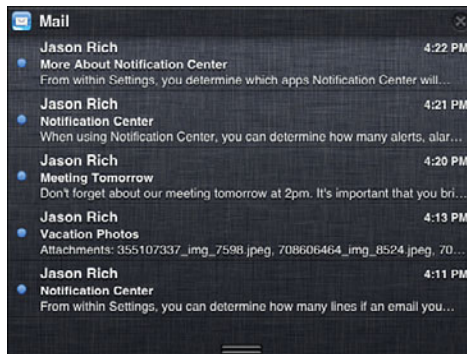 Mail
Jason Rich 4:22 PM
More About Notification Center
From within Settings, you determine which apps Notification Center will...
Jason Rich 4:21 PM
Notification Center
When using Notification Center, you can determine how many alerts, alar...
Jason Rich 4:20 PM
Meeting Tomorrow
Don't forget about our meeting tomorrow at 2pm. It's important that you bri...
Jason Rich 4:13 PM
Vacation Photos
Attachments: 355107337_img_7598.jpeg, 708606464_img_8524.jpeg, 70...
Jason Rich 4:11 PM
Notification Center
From within Settings, you can determine how many lines if an email you...